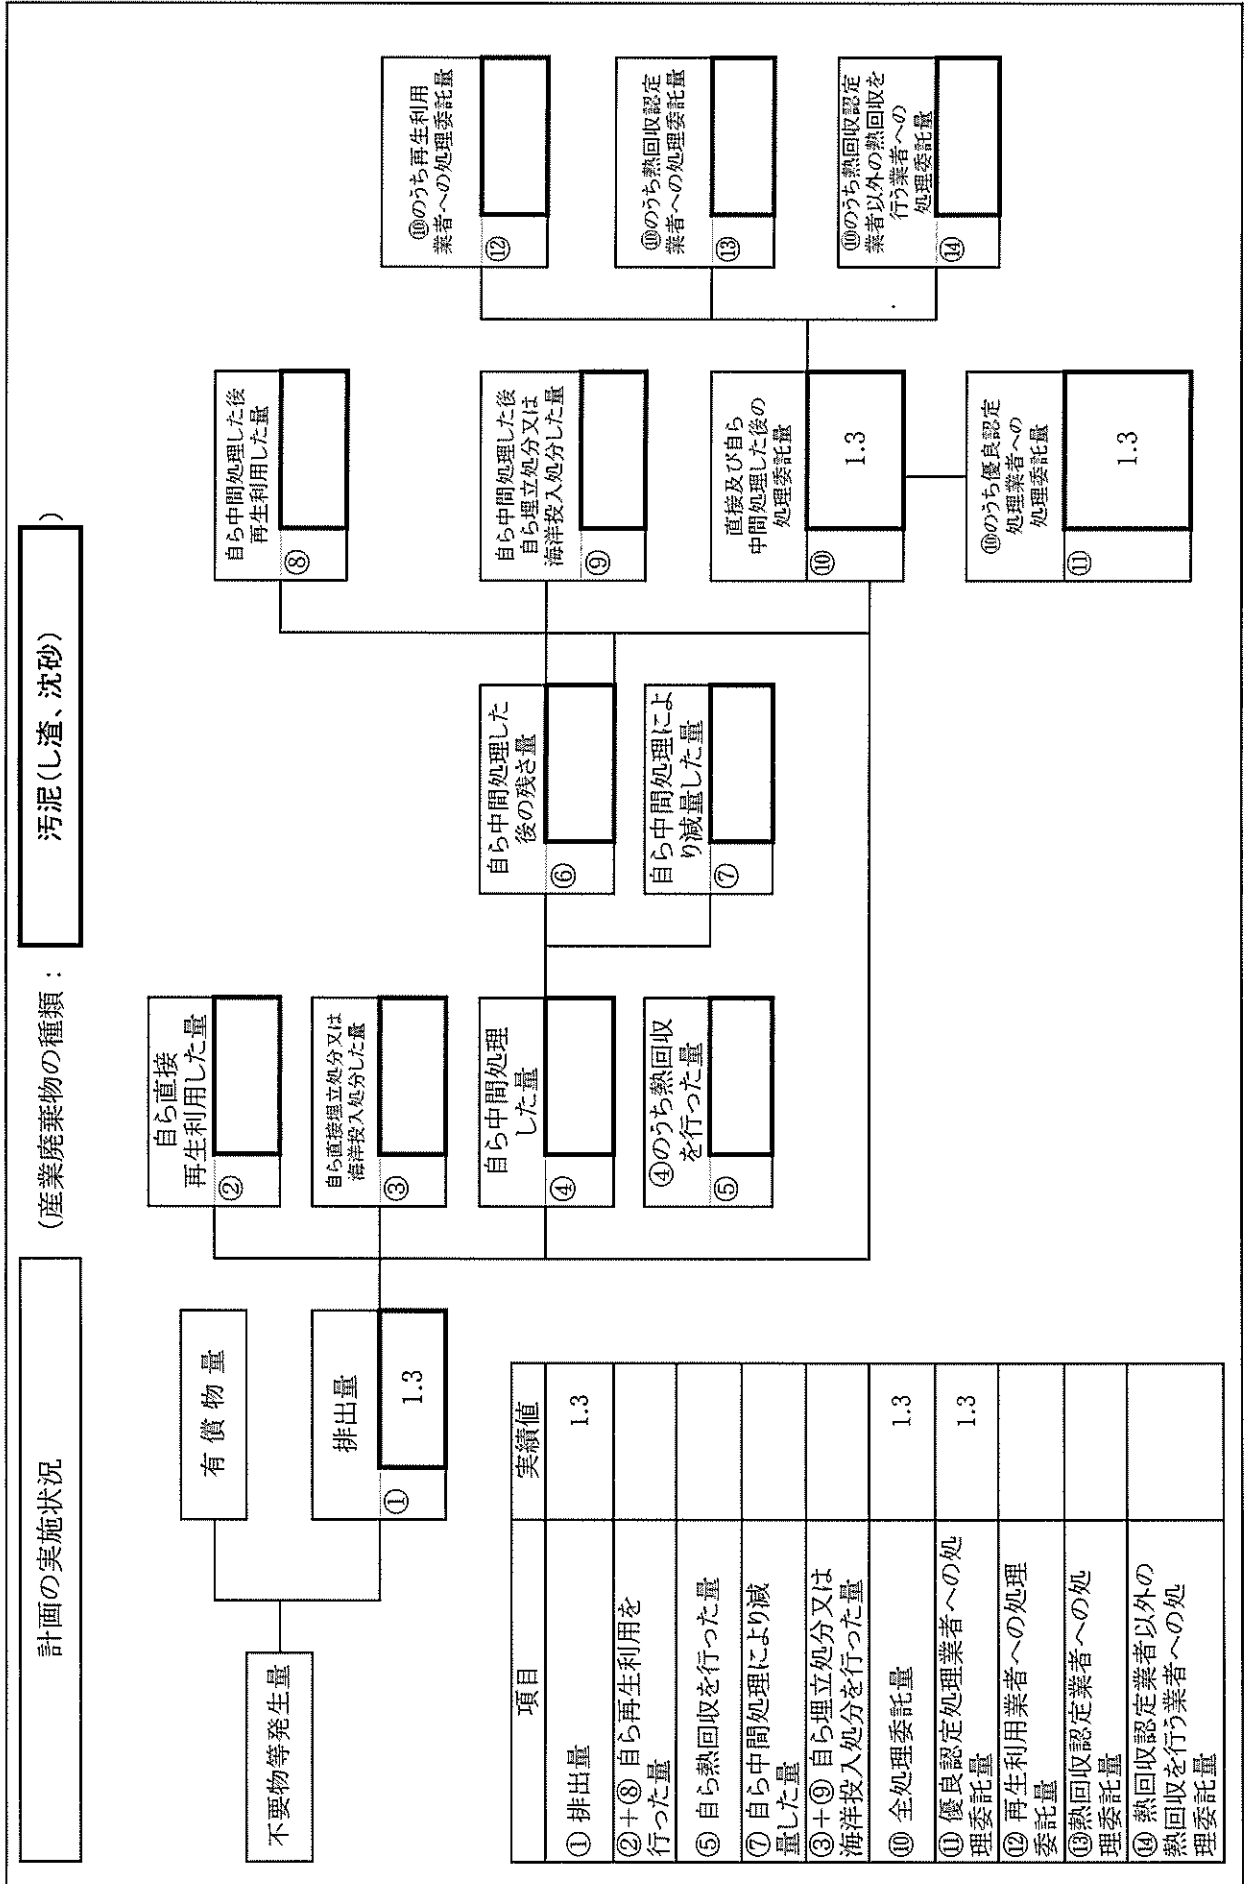 計画の実施状況
(産業廃棄物の種類：
汚泥(し渣、沈砂)
)
不要物等発生量
有償物量
排出量
①
1.3
自ら直接
再生利用した量
②
自ら直接埋立処分又は
海洋投入処分した量
③
自ら中間処理
した量
④
④のうち熱回収
を行った量
⑤
自ら中間処理した
後の残さ量
⑥
自ら中間処理によ
り減量した量
⑦
自ら中間処理した後
再生利用した量
⑧
自ら中間処理した後
自ら埋立処分又は
海洋投入処分した量
⑨
直接及び自ら
中間処理した後の
処理委託量
⑩
1.3
⑩のうち優良認定
処理業者への
処理委託量
⑪
1.3
⑩のうち再生利用
業者への処理委託量
⑫
⑩のうち熱回収認定
業者への処理委託量
⑬
⑩のうち熱回収認定
業者以外の熱回収を
行う業者への
処理委託量
⑭
項目 実績値
① 排出量 1.3
②+⑧ 自ら再生利用を
行った量
⑤ 自ら熱回収を行った量
⑦ 自ら中間処理により減
量した量
③+⑨ 自ら埋立処分又は
海洋投入処分を行った量
⑩ 全処理委託量 1.3
⑪ 優良認定処理業者への処
理委託量 1.3
⑫ 再生利用業者への処理
委託量
⑬熱回収認定業者への処
理委託量
⑭ 熱回収認定業者以外の
熱回収を行う業者への処
理委託量